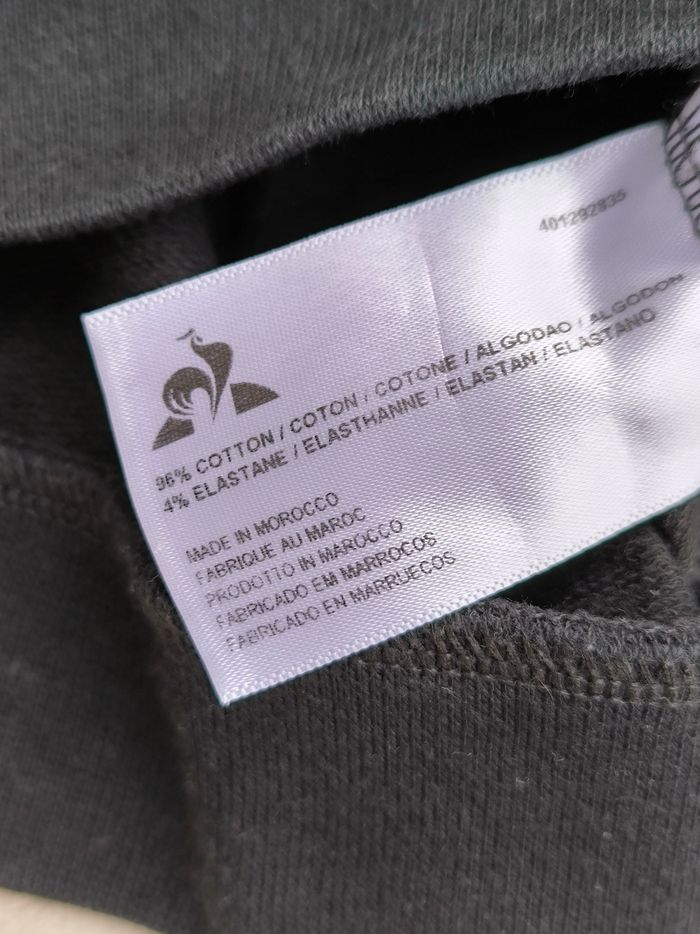 401292835
96% COTTON / COTON / COTONE / ALGODAO / ALGODON
4% ELASTANE / ELASTHANNE / ELASTAN / ELASTANO
MADE IN MOROCCO
FABRIQUE AU MAROC
PRODOTTO IN MAROCCO
FABRICADO EM MARROCOS
FABRICADO EN MARRUECOS